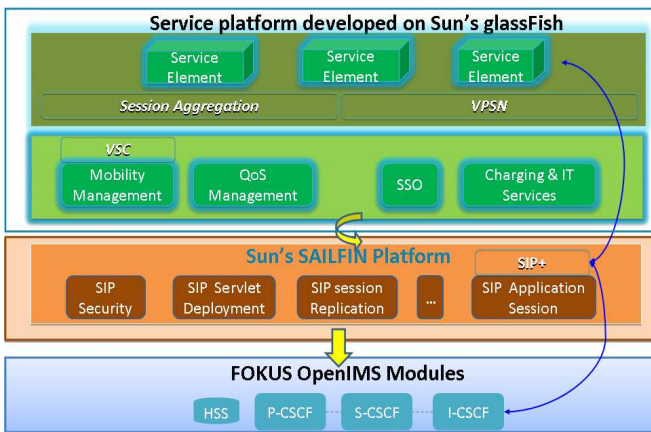 Service platform developed on Sun's glassFish
Service Element
Service Element
Service Element
Session Aggregation
VPSN
VSC
Mobility Management
QoS Management
SSO
Charging & IT Services
Sun's SAILFIN Platform
SIP+
SIP Security
SIP Servlet Deployment
SIP session Replication
...
SIP Application Session
FOKUS OpenIMS Modules
HSS
P-CSCF
S-CSCF
I-CSCF